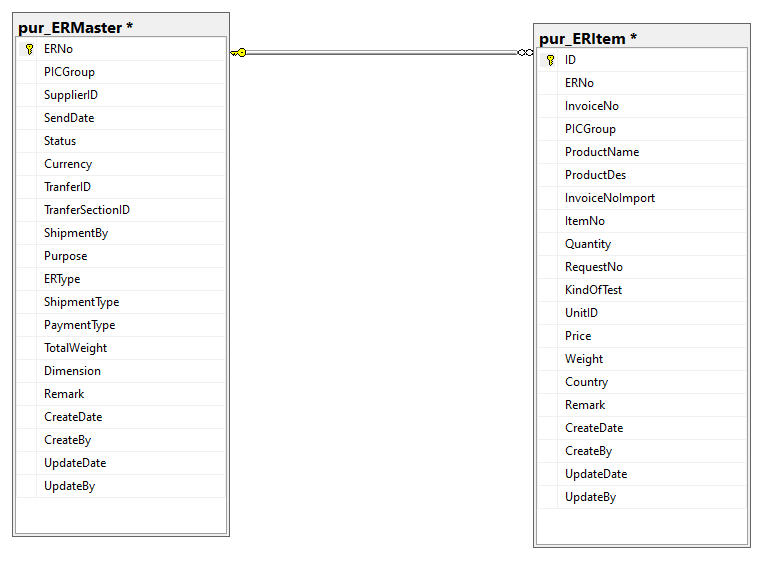 pur_ERMaster *
ERNo
PICGroup
SupplierID
SendDate
Status
Currency
TranferID
TranferSectionID
ShipmentBy
Purpose
ERType
ShipmentType
PaymentType
TotalWeight
Dimension
Remark
CreateDate
CreateBy
UpdateDate
UpdateBy
pur_ERItem *
ID
ERNo
InvoiceNo
PICGroup
ProductName
ProductDes
InvoiceNoImport
ItemNo
Quantity
RequestNo
KindOfTest
UnitID
Price
Weight
Country
Remark
CreateDate
CreateBy
UpdateDate
UpdateBy